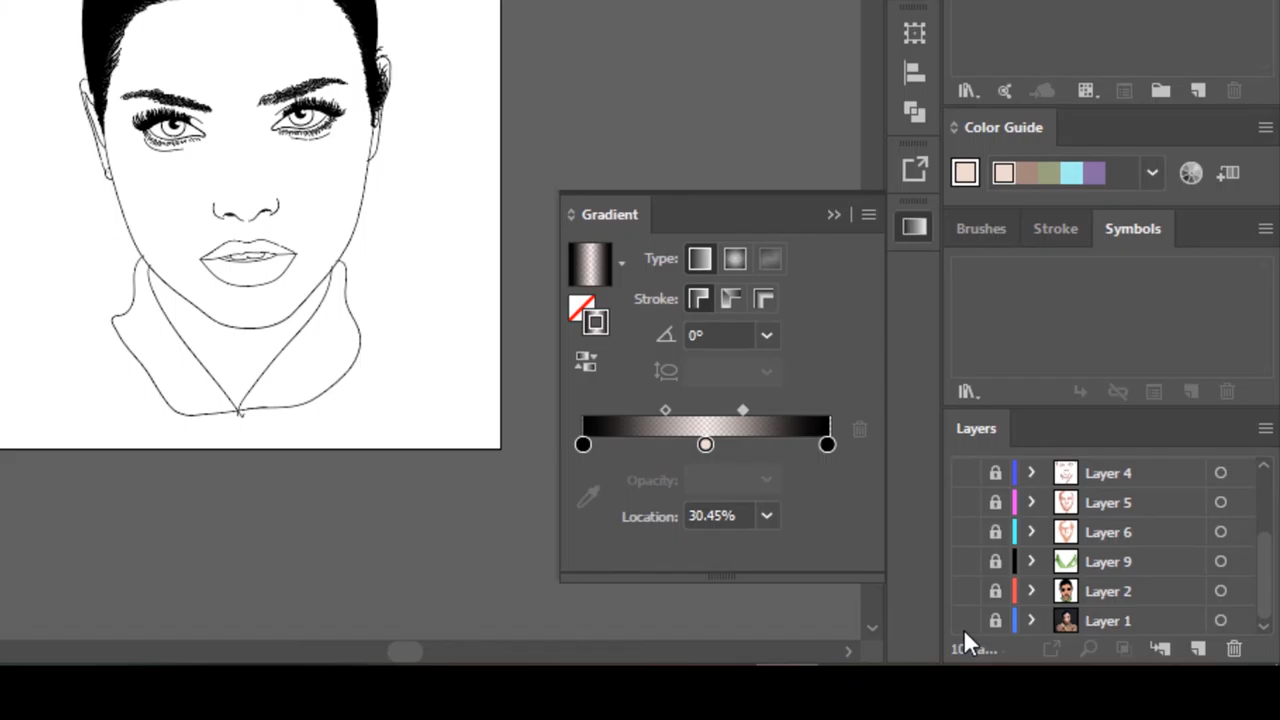 Color Guide
Brushes
Stroke
Symbols
Gradient
Type:
Stroke:
0°
Opacity:
Location:
30.45%
Layers
Layer 4
Layer 5
Layer 6
Layer 9
Layer 2
Layer 1